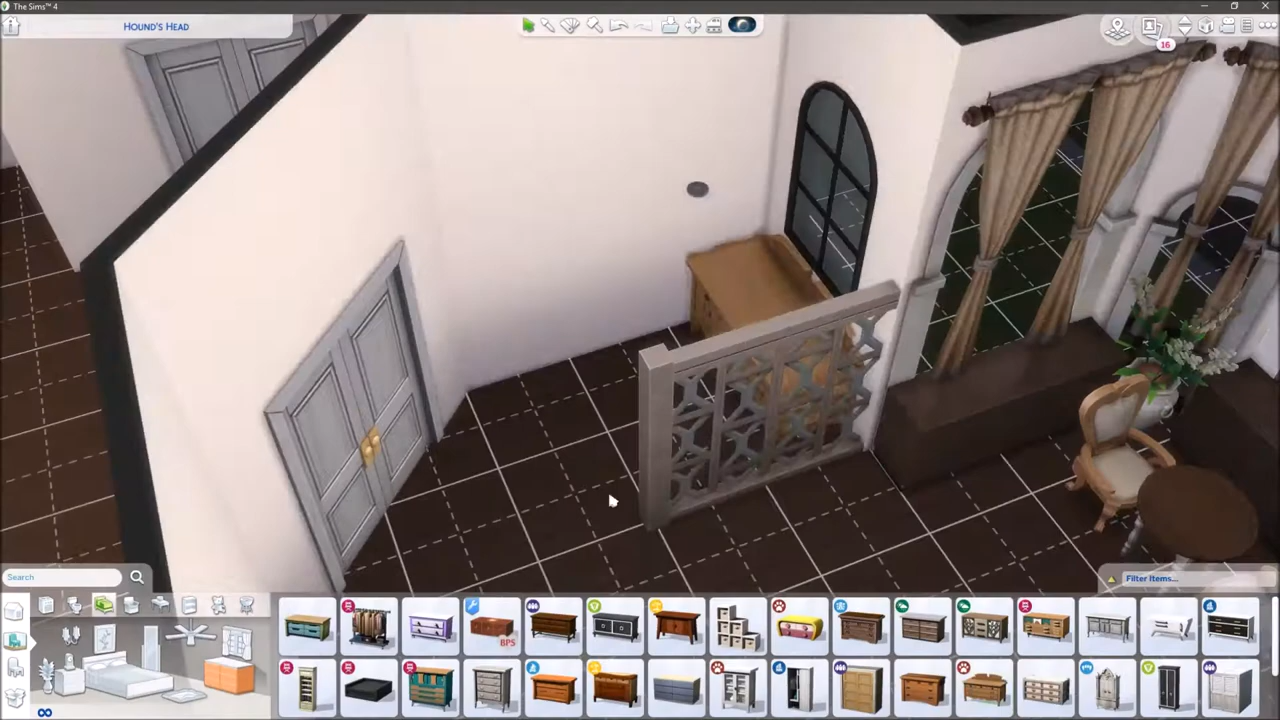 The Sims™ 4
HOUND'S HEAD
16
Search
Filter Items...
BPS